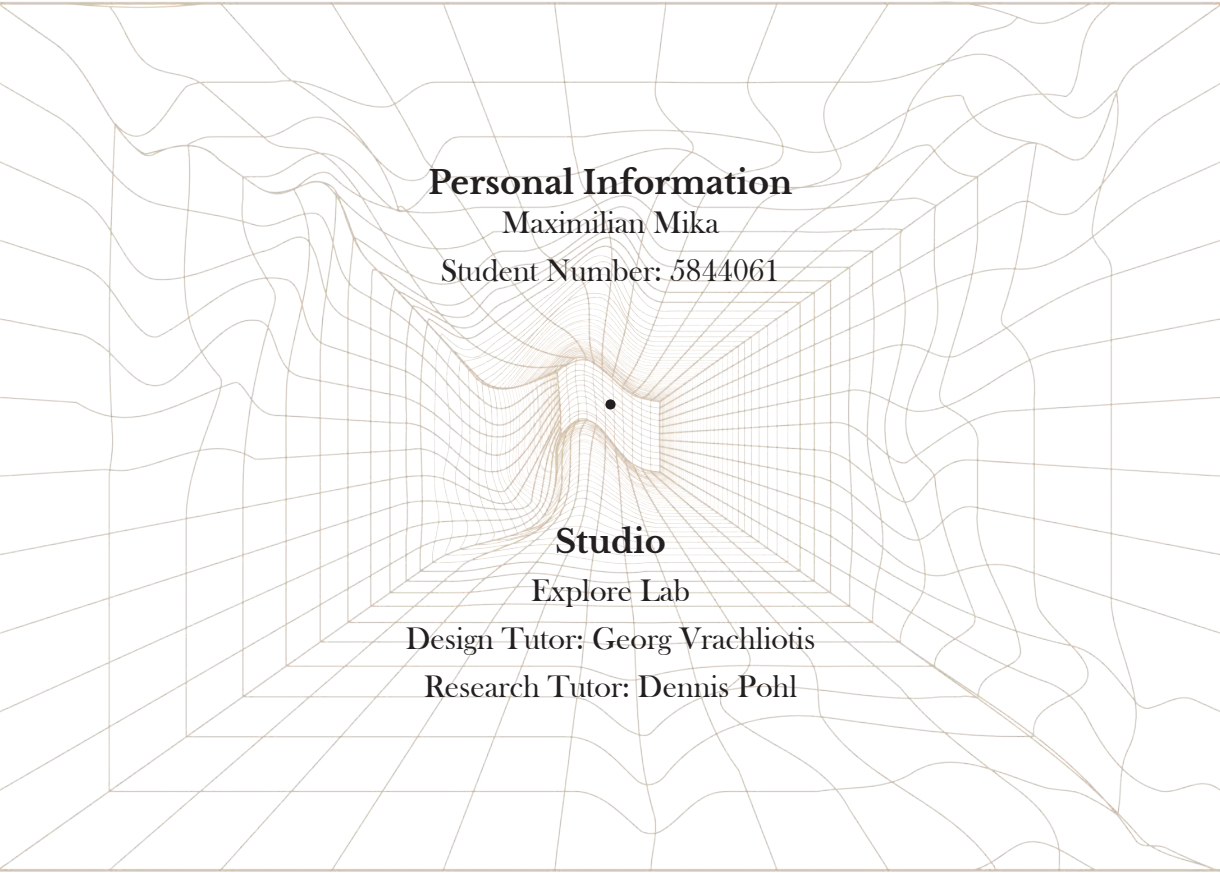 Personal Information
Maximilian Mika
Student Number: 5844061
Studio
Explore Lab
Design Tutor: Georg Vrachliotis
Research Tutor: Dennis Pohl